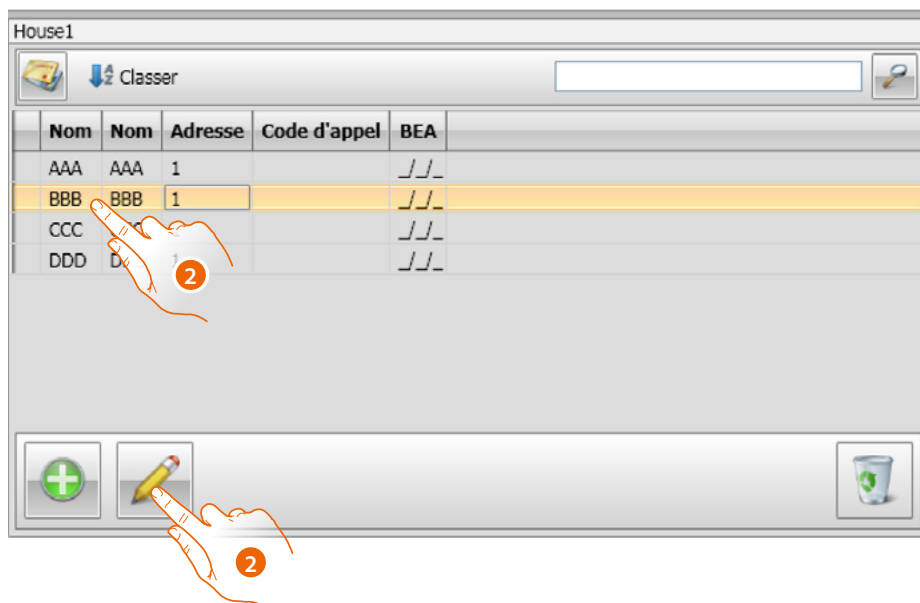 House1
Classer
Nom Nom Adresse Code d'appel BEA
AAA AAA 1 _/_/_
BBB BBB 1 _/_/_
CCC _/_/_
DDD _/_/_
2
2